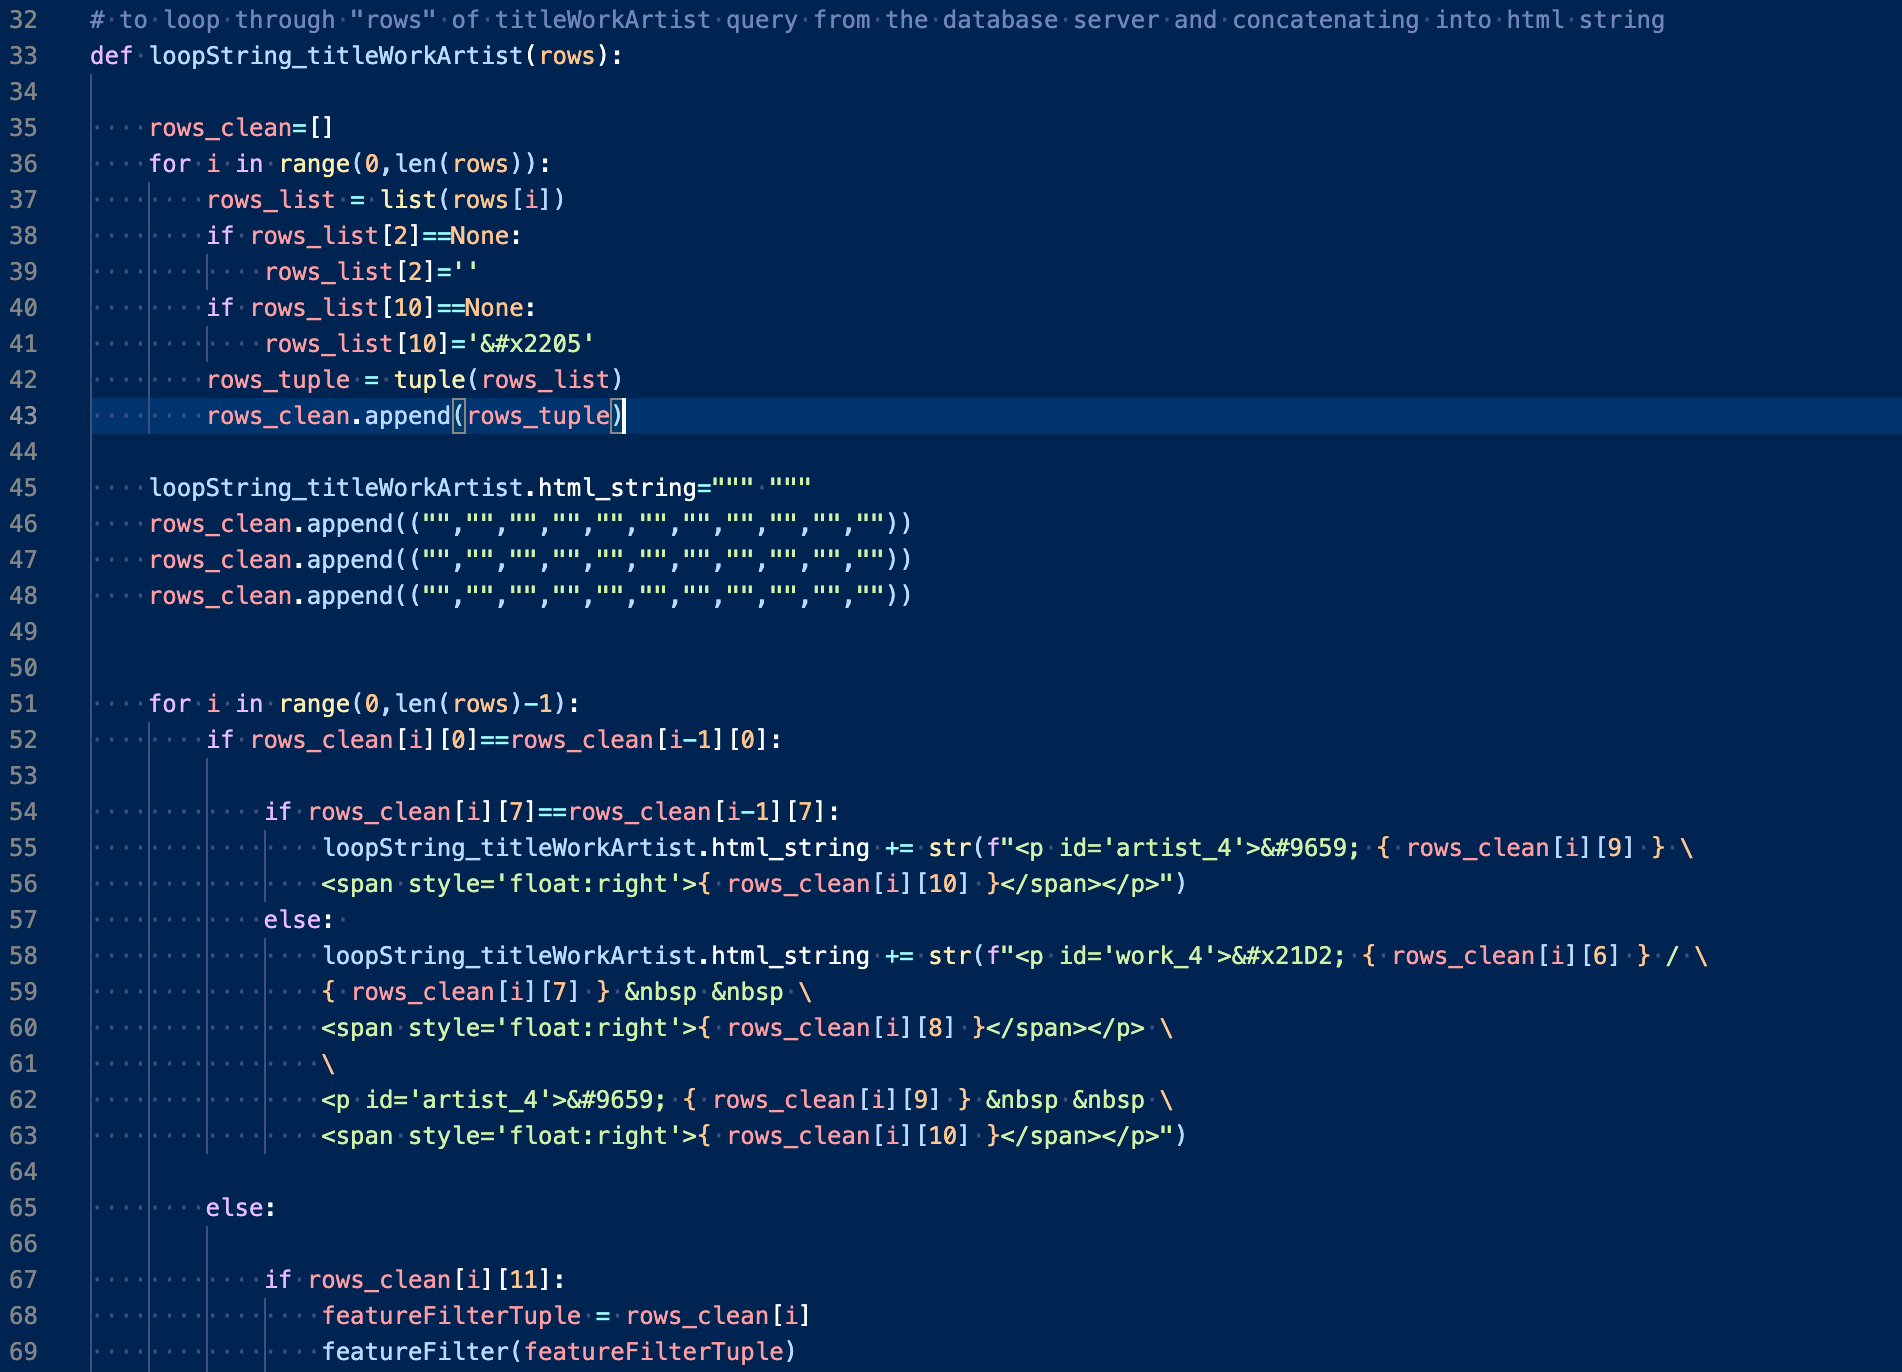 32 # to loop through "rows" of titleWorkArtist query from the database server and concatenating into html string
33 def loopString_titleWorkArtist(rows):
34
35     rows_clean=[]
36     for i in range(0,len(rows)):
37         rows_list = list(rows[i])
38         if rows_list[2]==None:
39             rows_list[2]=''
40         if rows_list[10]==None:
41             rows_list[10]='&#x2205'
42         rows_tuple = tuple(rows_list)
43         rows_clean.append(rows_tuple)
44
45     loopString_titleWorkArtist.html_string=""" """
46     rows_clean.append(("","","","","","","","","","",""))
47     rows_clean.append(("","","","","","","","","","",""))
48     rows_clean.append(("","","","","","","","","","",""))
49
50
51     for i in range(0,len(rows)-1):
52         if rows_clean[i][0]==rows_clean[i-1][0]:
53
54             if rows_clean[i][7]==rows_clean[i-1][7]:
55                 loopString_titleWorkArtist.html_string += str(f"<p id='artist_4'>&#9659; { rows_clean[i][9] } \
56                 <span style='float:right'>{ rows_clean[i][10] }</span></p>")
57             else:
58                 loopString_titleWorkArtist.html_string += str(f"<p id='work_4'>&#x21D2; { rows_clean[i][6] } / \
59                 { rows_clean[i][7] } &nbsp &nbsp \
60                 <span style='float:right'>{ rows_clean[i][8] }</span></p> \
61                 \
62                 <p id='artist_4'>&#9659; { rows_clean[i][9] } &nbsp &nbsp \
63                 <span style='float:right'>{ rows_clean[i][10] }</span></p>")
64
65         else:
66
67             if rows_clean[i][11]:
68                 featureFilterTuple = rows_clean[i]
69                 featureFilter(featureFilterTuple)